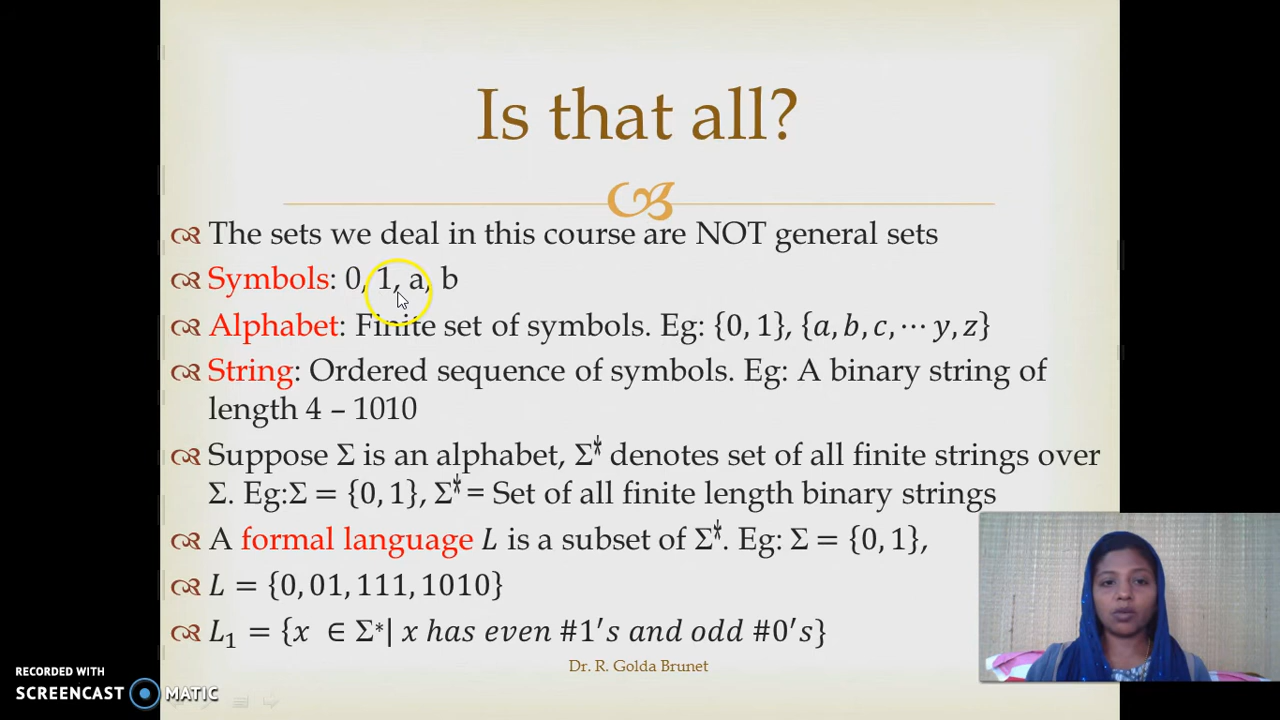 Is that all?
The sets we deal in this course are NOT general sets
Symbols: 0, 1, a, b
Alphabet: Finite set of symbols. Eg: {0, 1}, {a, b, c, ⋯ y, z}
String: Ordered sequence of symbols. Eg: A binary string of
length 4 – 1010
Suppose Σ is an alphabet, Σ* denotes set of all finite strings over
Σ. Eg:Σ = {0, 1}, Σ* = Set of all finite length binary strings
A formal language L is a subset of Σ*. Eg: Σ = {0, 1},
L = {0, 01, 111, 1010}
L₁ = {x ∈ Σ*| x has even #1′s and odd #0′s}
Dr. R. Golda Brunet
RECORDED WITH
SCREENCAST MATIC